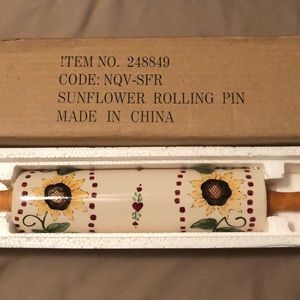 ITEM NO. 248849
CODE: NQV-SFR
SUNFLOWER ROLLING PIN
MADE IN CHINA